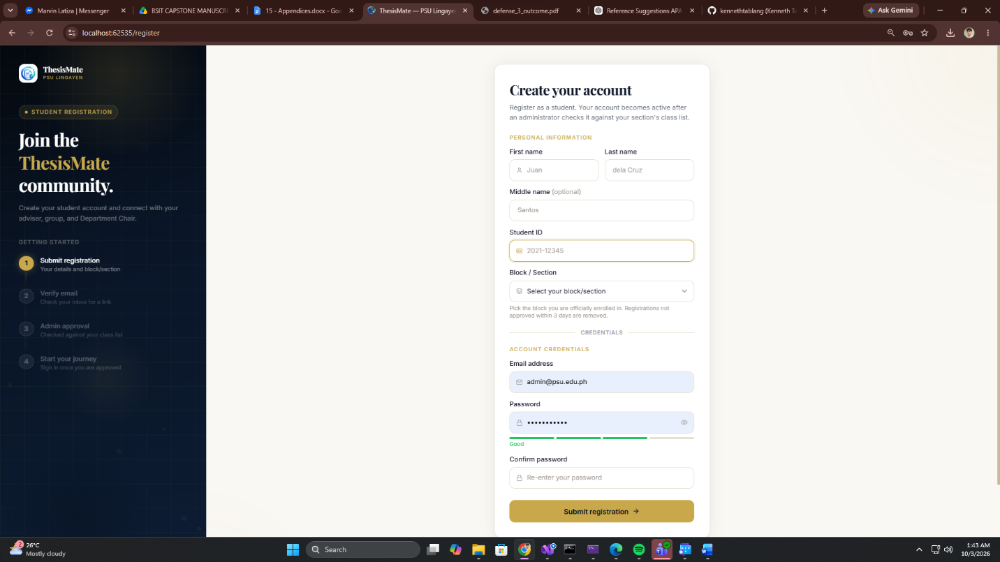 Marvin Latiza | Messenger
BSIT CAPSTONE MANUSCRI
15 - Appendices.docx - Goo
ThesisMate — PSU Lingayen
defense_3_outcome.pdf
Reference Suggestions APA
kennethtablang (Kenneth Ta
Ask Gemini
localhost:62535/register
ThesisMate
PSU LINGAYEN
STUDENT REGISTRATION
Join the
ThesisMate
community.
Create your student account and connect with your
adviser, group, and Department Chair.
GETTING STARTED
1
Submit registration
Your details and block/section
2
Verify email
Check your inbox for a link
3
Admin approval
Checked against your class list
4
Start your journey
Sign in once you are approved
Create your account
Register as a student. Your account becomes active after
an administrator checks it against your section's class list.
PERSONAL INFORMATION
First name
Last name
Juan
dela Cruz
Middle name (optional)
Santos
Student ID
2021-12345
Block / Section
Select your block/section
Pick the block you are officially enrolled in. Registrations not
approved within 3 days are removed.
CREDENTIALS
ACCOUNT CREDENTIALS
Email address
admin@psu.edu.ph
Password
•••••••••••
Good
Confirm password
Re-enter your password
Submit registration →
2
26°C
Mostly cloudy
Search
1:43 AM
10/3/2026